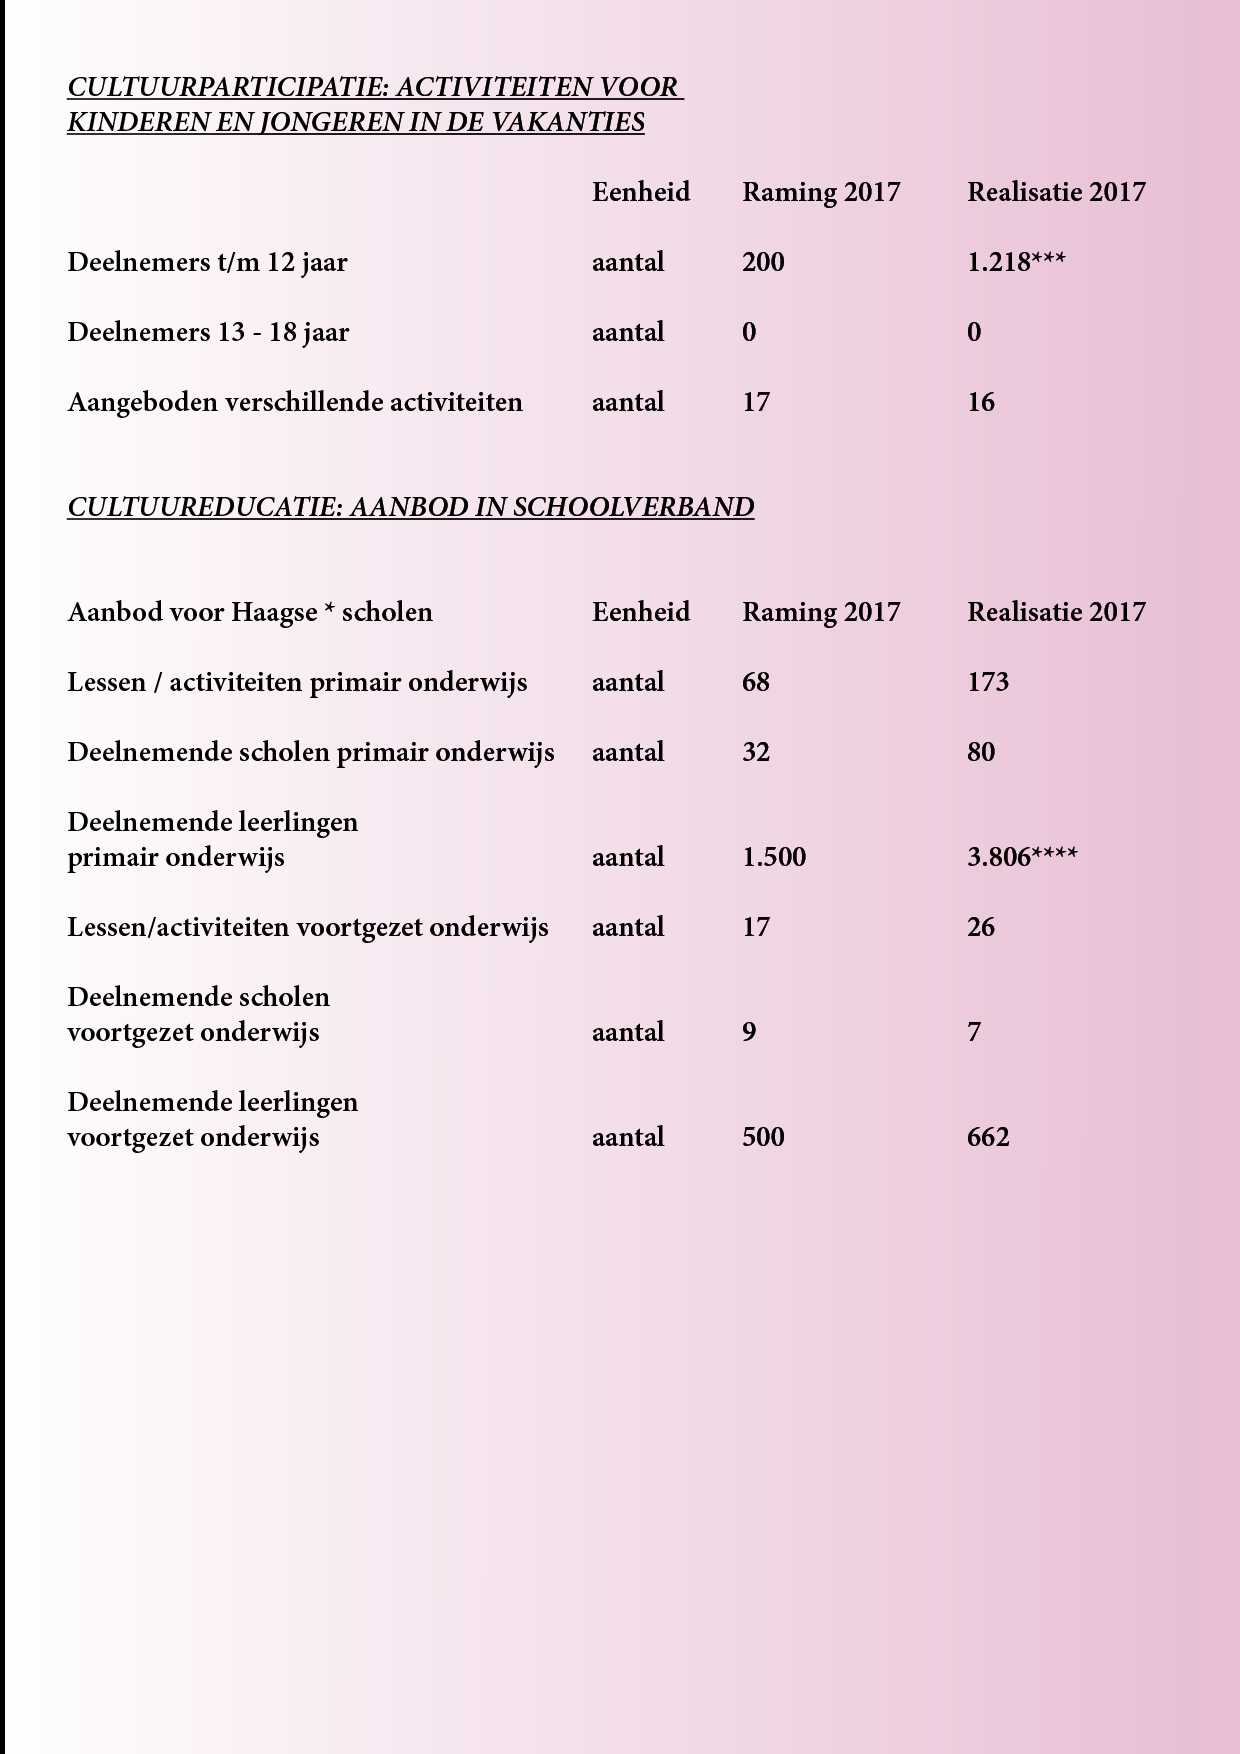 CULTUURPARTICIPATIE: ACTIVITEITEN VOOR
KINDEREN EN JONGEREN IN DE VAKANTIES
Eenheid Raming 2017 Realisatie 2017
Deelnemers t/m 12 jaar aantal 200 1.218***
Deelnemers 13 - 18 jaar aantal 0 0
Aangeboden verschillende activiteiten aantal 17 16
CULTUUREDUCATIE: AANBOD IN SCHOOLVERBAND
Aanbod voor Haagse * scholen Eenheid Raming 2017 Realisatie 2017
Lessen / activiteiten primair onderwijs aantal 68 173
Deelnemende scholen primair onderwijs aantal 32 80
Deelnemende leerlingen
primair onderwijs aantal 1.500 3.806****
Lessen/activiteiten voortgezet onderwijs aantal 17 26
Deelnemende scholen
voortgezet onderwijs aantal 9 7
Deelnemende leerlingen
voortgezet onderwijs aantal 500 662